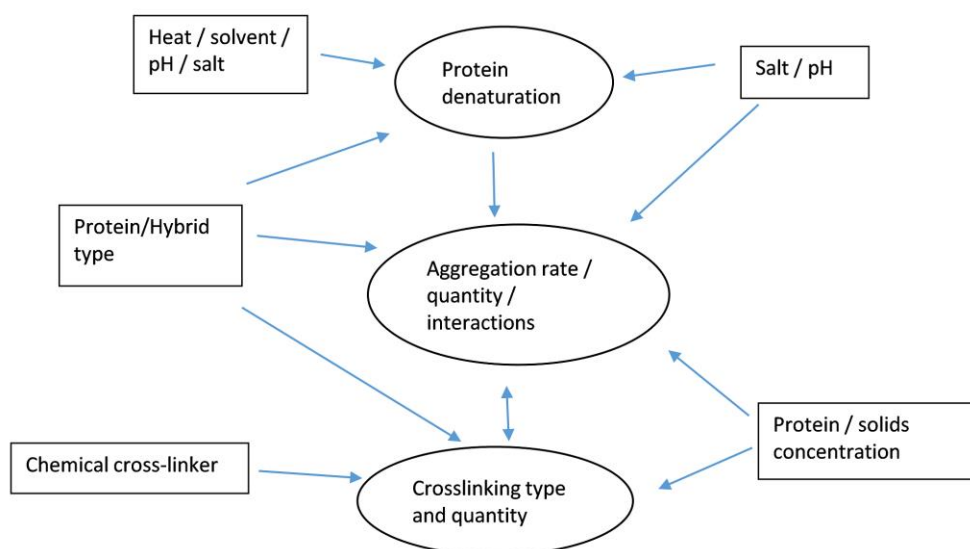 Heat / solvent /
pH / salt
Protein
denaturation
Salt / pH
Protein/Hybrid
type
Aggregation rate /
quantity /
interactions
Protein / solids
concentration
Chemical cross-linker
Crosslinking type
and quantity